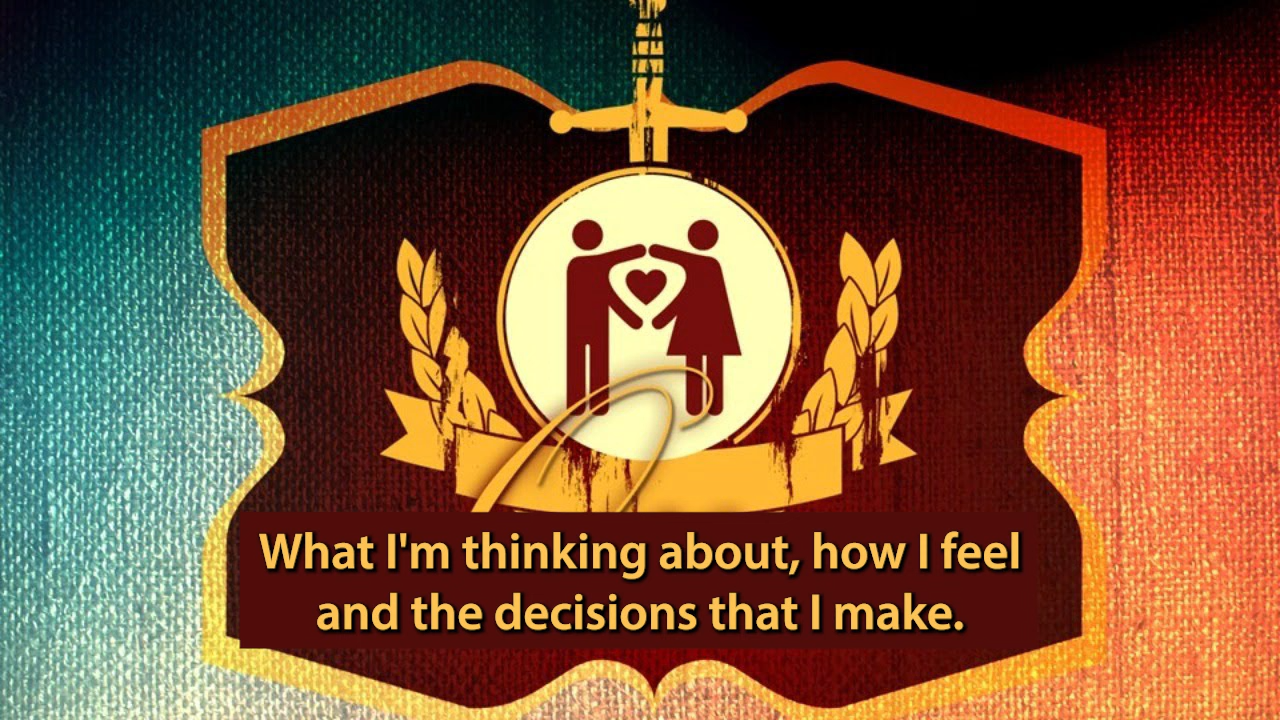 What I'm thinking about, how I feel
and the decisions that I make.